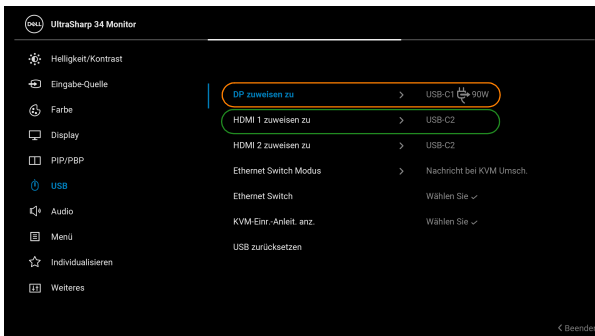 DELL UltraSharp 34 Monitor
Helligkeit/Kontrast
Eingabe-Quelle
Farbe
Display
PIP/PBP
USB
Audio
Menü
Individualisieren
Weiteres
DP zuweisen zu > USB-C1 90W
HDMI 1 zuweisen zu > USB-C2
HDMI 2 zuweisen zu > USB-C2
Ethernet Switch Modus > Nachricht bei KVM Umsch.
Ethernet Switch Wählen Sie ✓
KVM-Einr.-Anleit. anz. Wählen Sie ✓
USB zurücksetzen
< Beenden